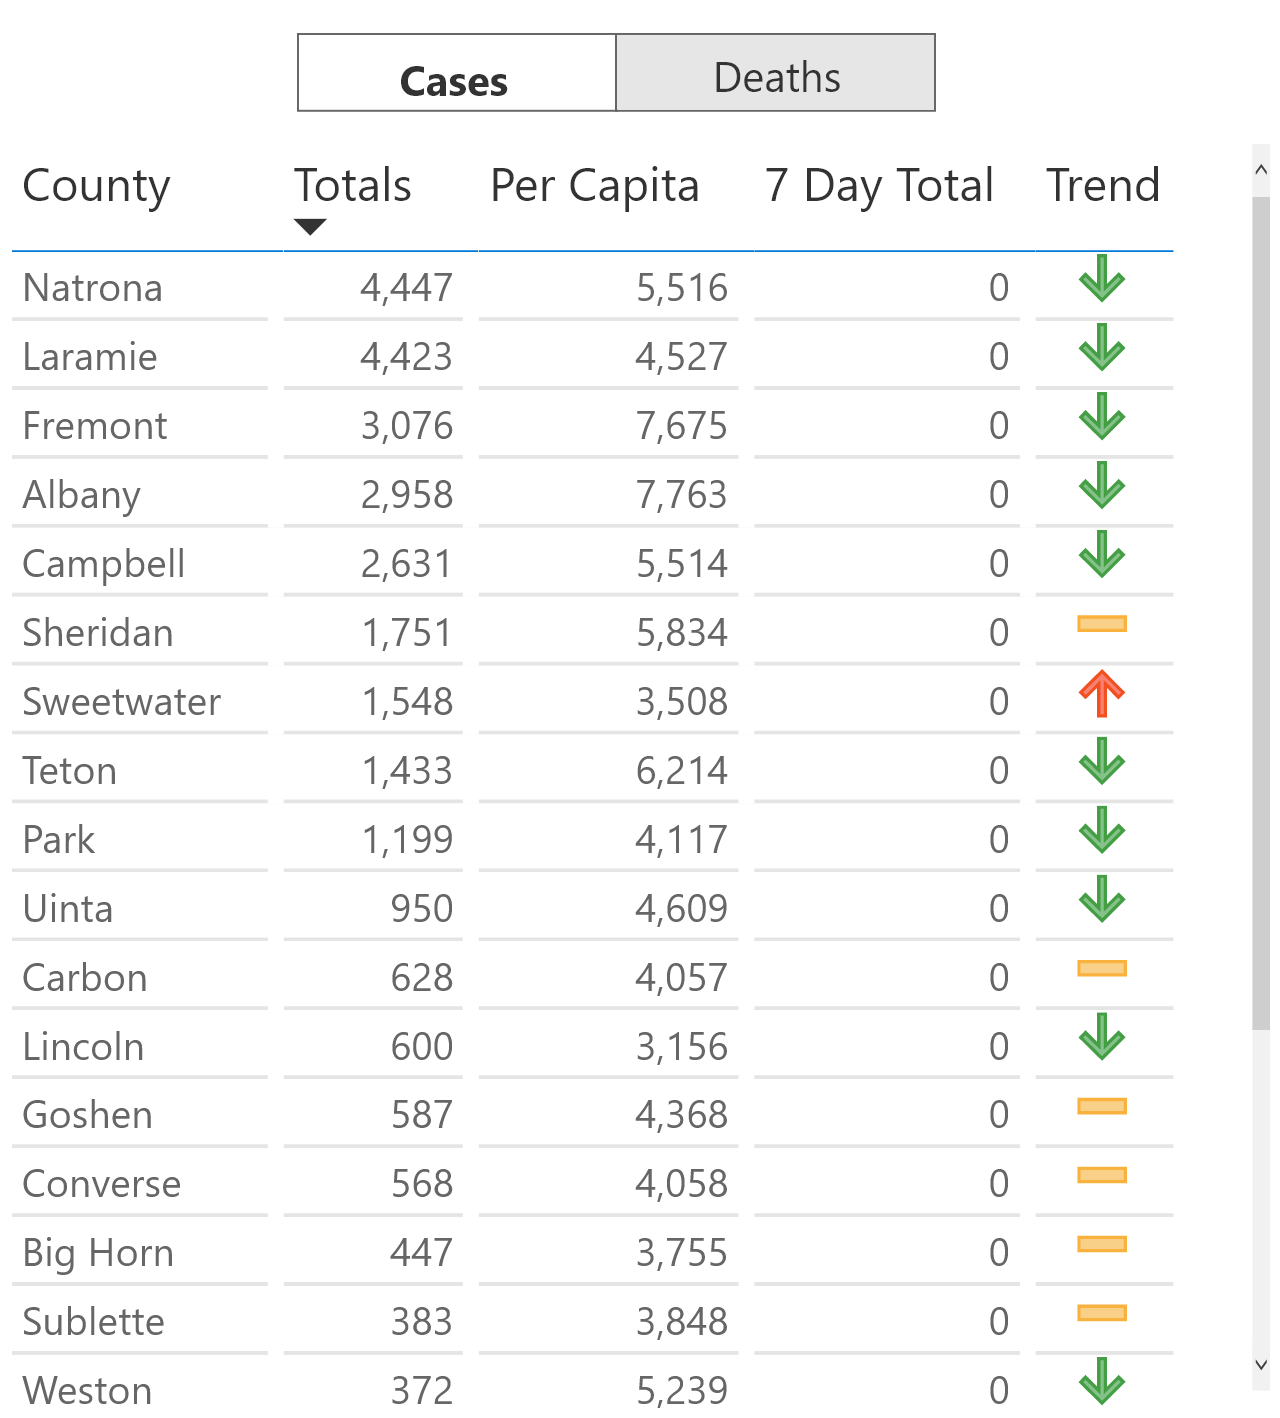 Cases Deaths
County Totals Per Capita 7 Day Total Trend
Natrona 4,447 5,516 0
Laramie 4,423 4,527 0
Fremont 3,076 7,675 0
Albany 2,958 7,763 0
Campbell 2,631 5,514 0
Sheridan 1,751 5,834 0
Sweetwater 1,548 3,508 0
Teton 1,433 6,214 0
Park 1,199 4,117 0
Uinta 950 4,609 0
Carbon 628 4,057 0
Lincoln 600 3,156 0
Goshen 587 4,368 0
Converse 568 4,058 0
Big Horn 447 3,755 0
Sublette 383 3,848 0
Weston 372 5,239 0